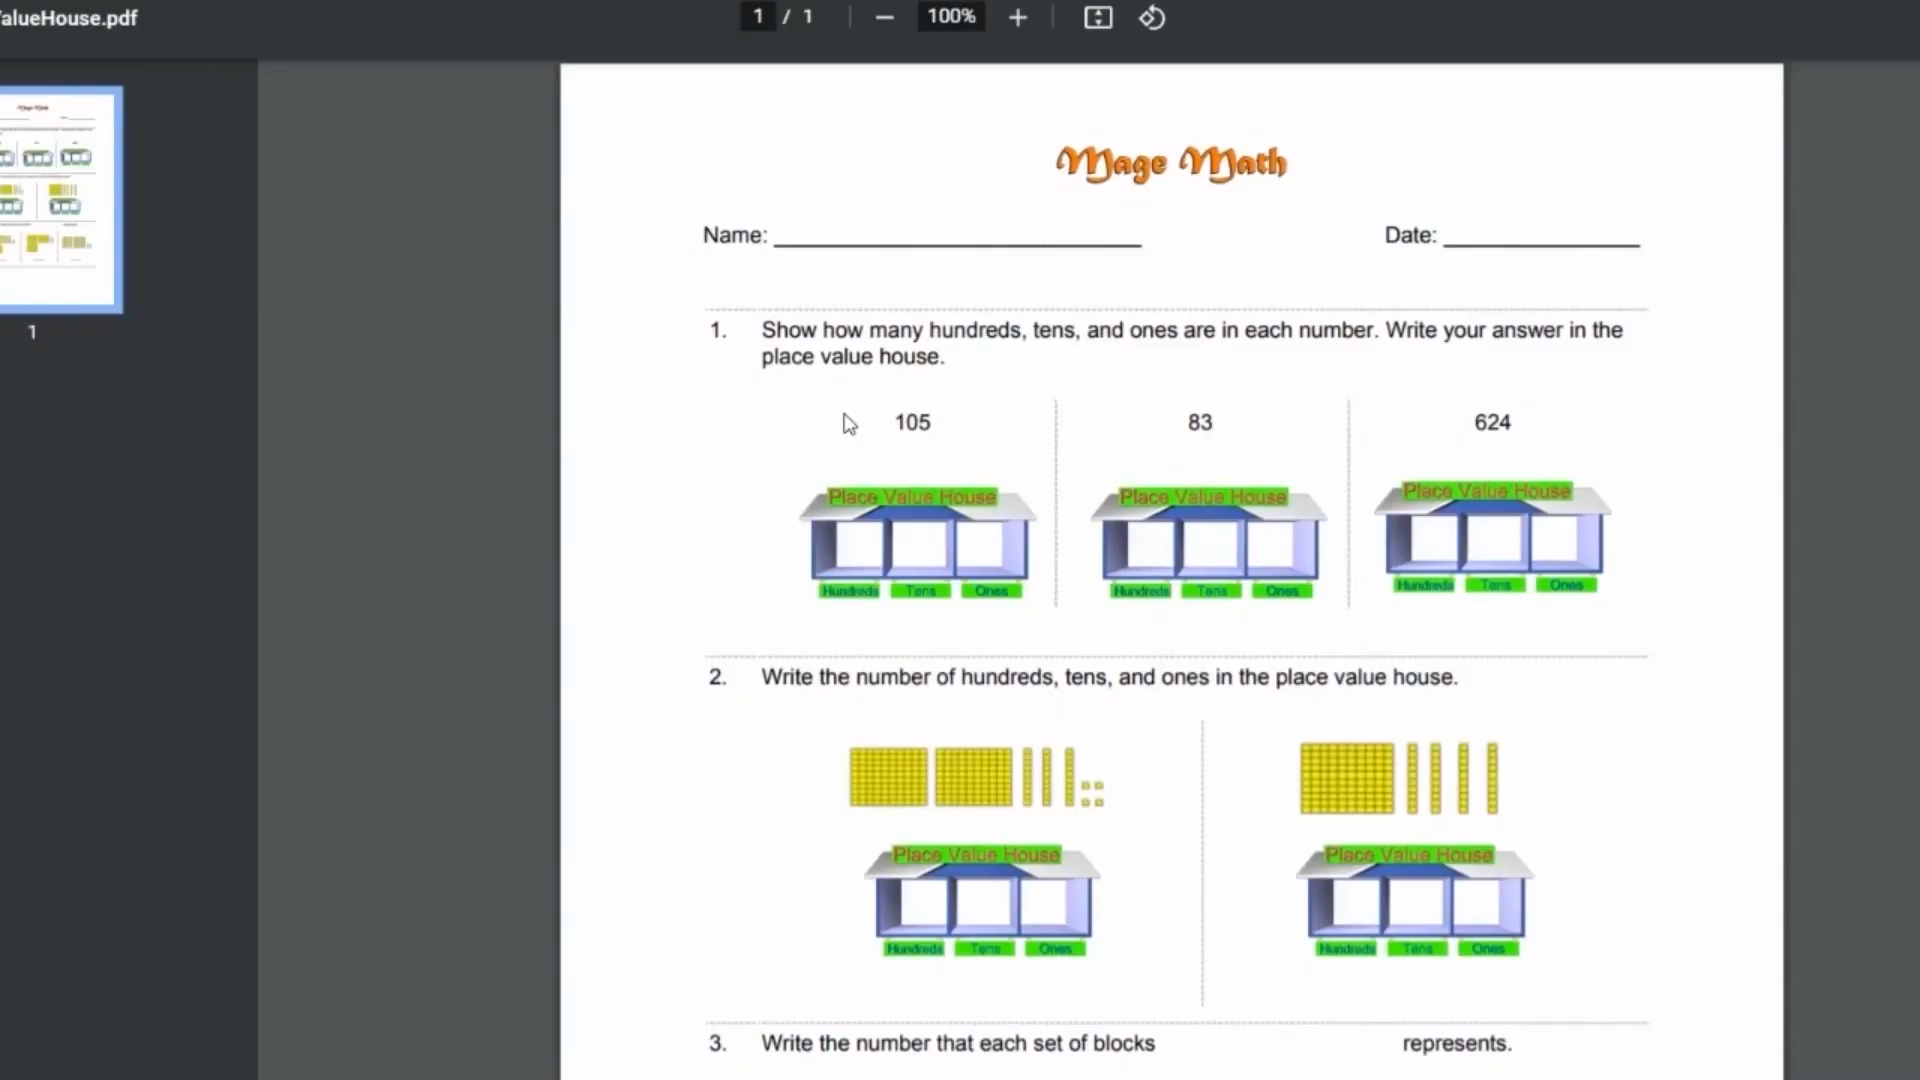 alueHouse.pdf
1 / 1
100%
1
Mage Math
Name: Date:
1. Show how many hundreds, tens, and ones are in each number. Write your answer in the
place value house.
105 83 624
Place Value House Place Value House Place Value House
Hundreds Tens Ones Hundreds Tens Ones Hundreds Tens Ones
2. Write the number of hundreds, tens, and ones in the place value house.
Place Value House Place Value House
Hundreds Tens Ones Hundreds Tens Ones
3. Write the number that each set of blocks represents.